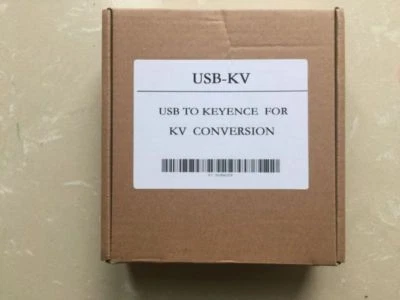 USB-KV
USB TO KEYENCE FOR
KV CONVERSION